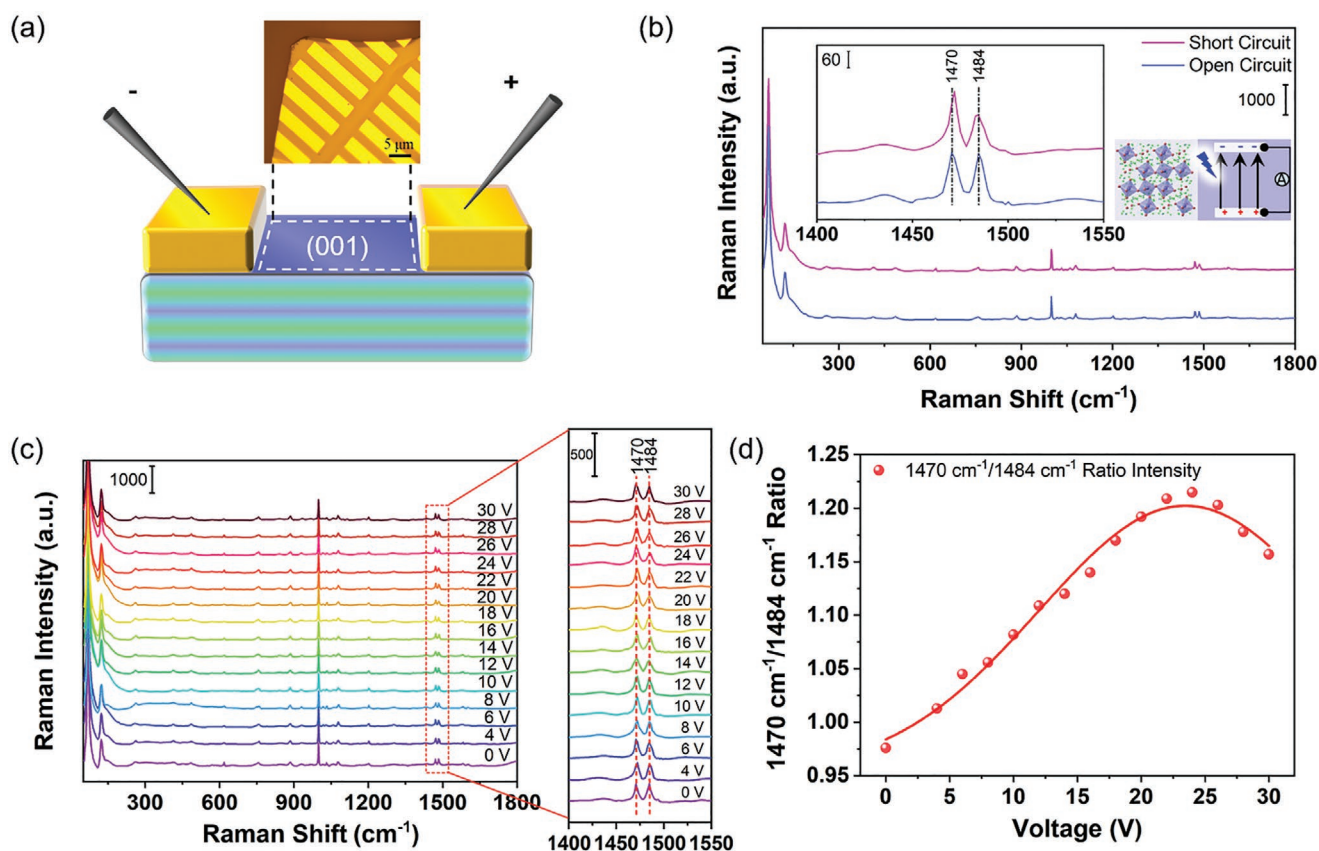 (a)
-
+
5 μm
(001)
(b)
Raman Intensity (a.u.)
60
1470
1484
Short Circuit
Open Circuit
1000
- - -
A
+ + +
1400 1450 1500 1550
300 600 900 1200 1500 1800
Raman Shift (cm⁻¹)
(c)
Raman Intensity (a.u.)
1000
30 V
28 V
26 V
24 V
22 V
20 V
18 V
16 V
14 V
12 V
10 V
8 V
6 V
4 V
0 V
300 600 900 1200 1500 1800
Raman Shift (cm⁻¹)
500
1470
1484
30 V
28 V
26 V
24 V
22 V
20 V
18 V
16 V
14 V
12 V
10 V
8 V
6 V
4 V
0 V
1400 1450 1500 1550
(d)
1470 cm⁻¹/1484 cm⁻¹ Ratio
1.25
1.20
1.15
1.10
1.05
1.00
0.95
1470 cm⁻¹/1484 cm⁻¹ Ratio Intensity
0 5 10 15 20 25 30
Voltage (V)